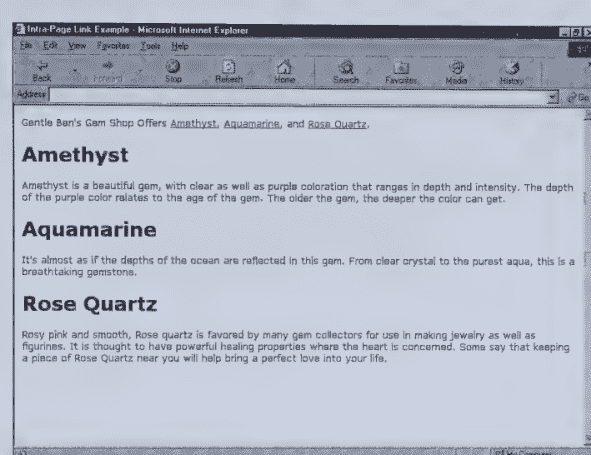 Intra-Page Link Example - Microsoft Internet Explorer
File Edit View Favorites Tools Help
Back Forward Stop Refresh Home Search Favorites Media History
Address Go
Gentle Ben's Gem Shop Offers Amethyst, Aquamarine, and Rose Quartz.
Amethyst
Amethyst is a beautiful gem, with clear as well as purple coloration that ranges in depth and intensity. The depth
of the purple color relates to the age of the gem. The older the gem, the deeper the color can get.
Aquamarine
It's almost as if the depths of the ocean are reflected in this gem. From clear crystal to the purest aqua, this is a
breathtaking gemstone.
Rose Quartz
Rosy pink and smooth, Rose quartz is favored by many gem collectors for use in making jewelry as well as
figurines. It is thought to have powerful healing properties where the heart is concerned. Some say that keeping
a piece of Rose Quartz near you will help bring a perfect love into your life.
My Computer